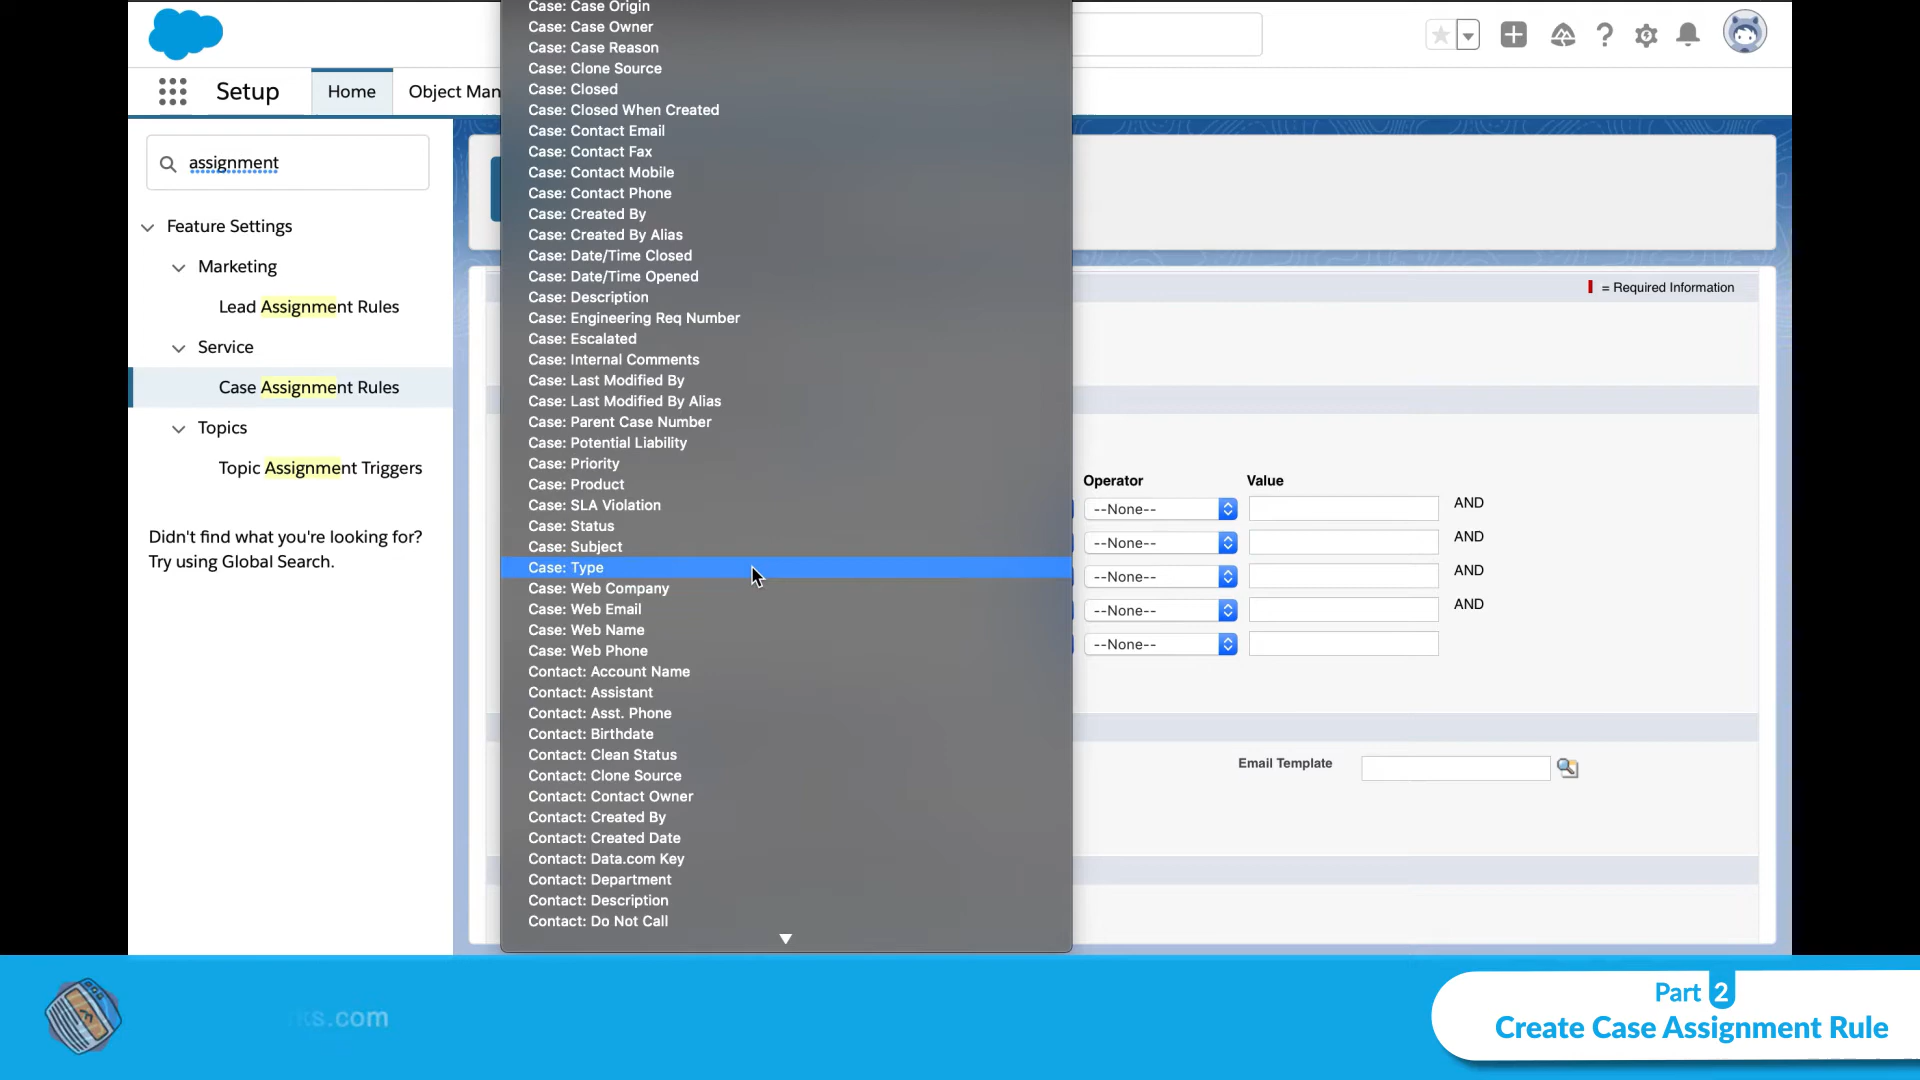 Setup
Home
Object Man
assignment
Feature Settings
Marketing
Lead Assignment Rules
Service
Case Assignment Rules
Topics
Topic Assignment Triggers
Didn't find what you're looking for?
Try using Global Search.
Case: Case Origin
Case: Case Owner
Case: Case Reason
Case: Clone Source
Case: Closed
Case: Closed When Created
Case: Contact Email
Case: Contact Fax
Case: Contact Mobile
Case: Contact Phone
Case: Created By
Case: Created By Alias
Case: Date/Time Closed
Case: Date/Time Opened
Case: Description
Case: Engineering Req Number
Case: Escalated
Case: Internal Comments
Case: Last Modified By
Case: Last Modified By Alias
Case: Parent Case Number
Case: Potential Liability
Case: Priority
Case: Product
Case: SLA Violation
Case: Status
Case: Subject
Case: Type
Case: Web Company
Case: Web Email
Case: Web Name
Case: Web Phone
Contact: Account Name
Contact: Assistant
Contact: Asst. Phone
Contact: Birthdate
Contact: Clean Status
Contact: Clone Source
Contact: Contact Owner
Contact: Created By
Contact: Created Date
Contact: Data.com Key
Contact: Department
Contact: Description
Contact: Do Not Call
= Required Information
Operator Value
--None-- AND
--None-- AND
--None-- AND
--None-- AND
--None--
Email Template
ks.com
Part 2
Create Case Assignment Rule